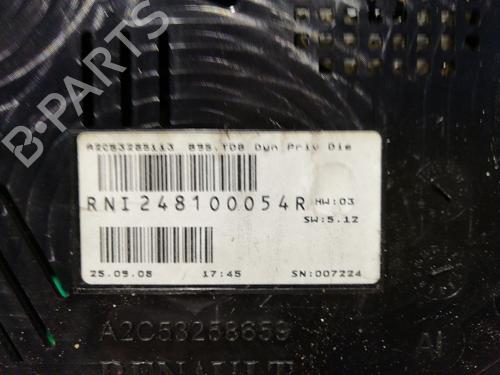 B-PARTS
A2C53285113 B95.TDB Dyn Priv Die
RNI248100054R HW:03
SW:5.12
25.09.08 17:45 SN:007224
A2C53258659
RENAULT